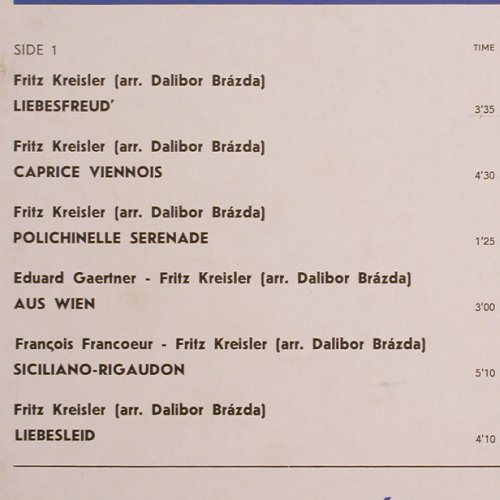 SIDE 1 TIME
Fritz Kreisler (arr. Dalibor Brázda)
LIEBESFREUD' 3'35
Fritz Kreisler (arr. Dalibor Brázda)
CAPRICE VIENNOIS 4'30
Fritz Kreisler (arr. Dalibor Brázda)
POLICHINELLE SERENADE 1'25
Eduard Gaertner - Fritz Kreisler (arr. Dalibor Brázda)
AUS WIEN 3'00
François Francoeur - Fritz Kreisler (arr. Dalibor Brázda)
SICILIANO-RIGAUDON 5'10
Fritz Kreisler (arr. Dalibor Brázda)
LIEBESLEID 4'10